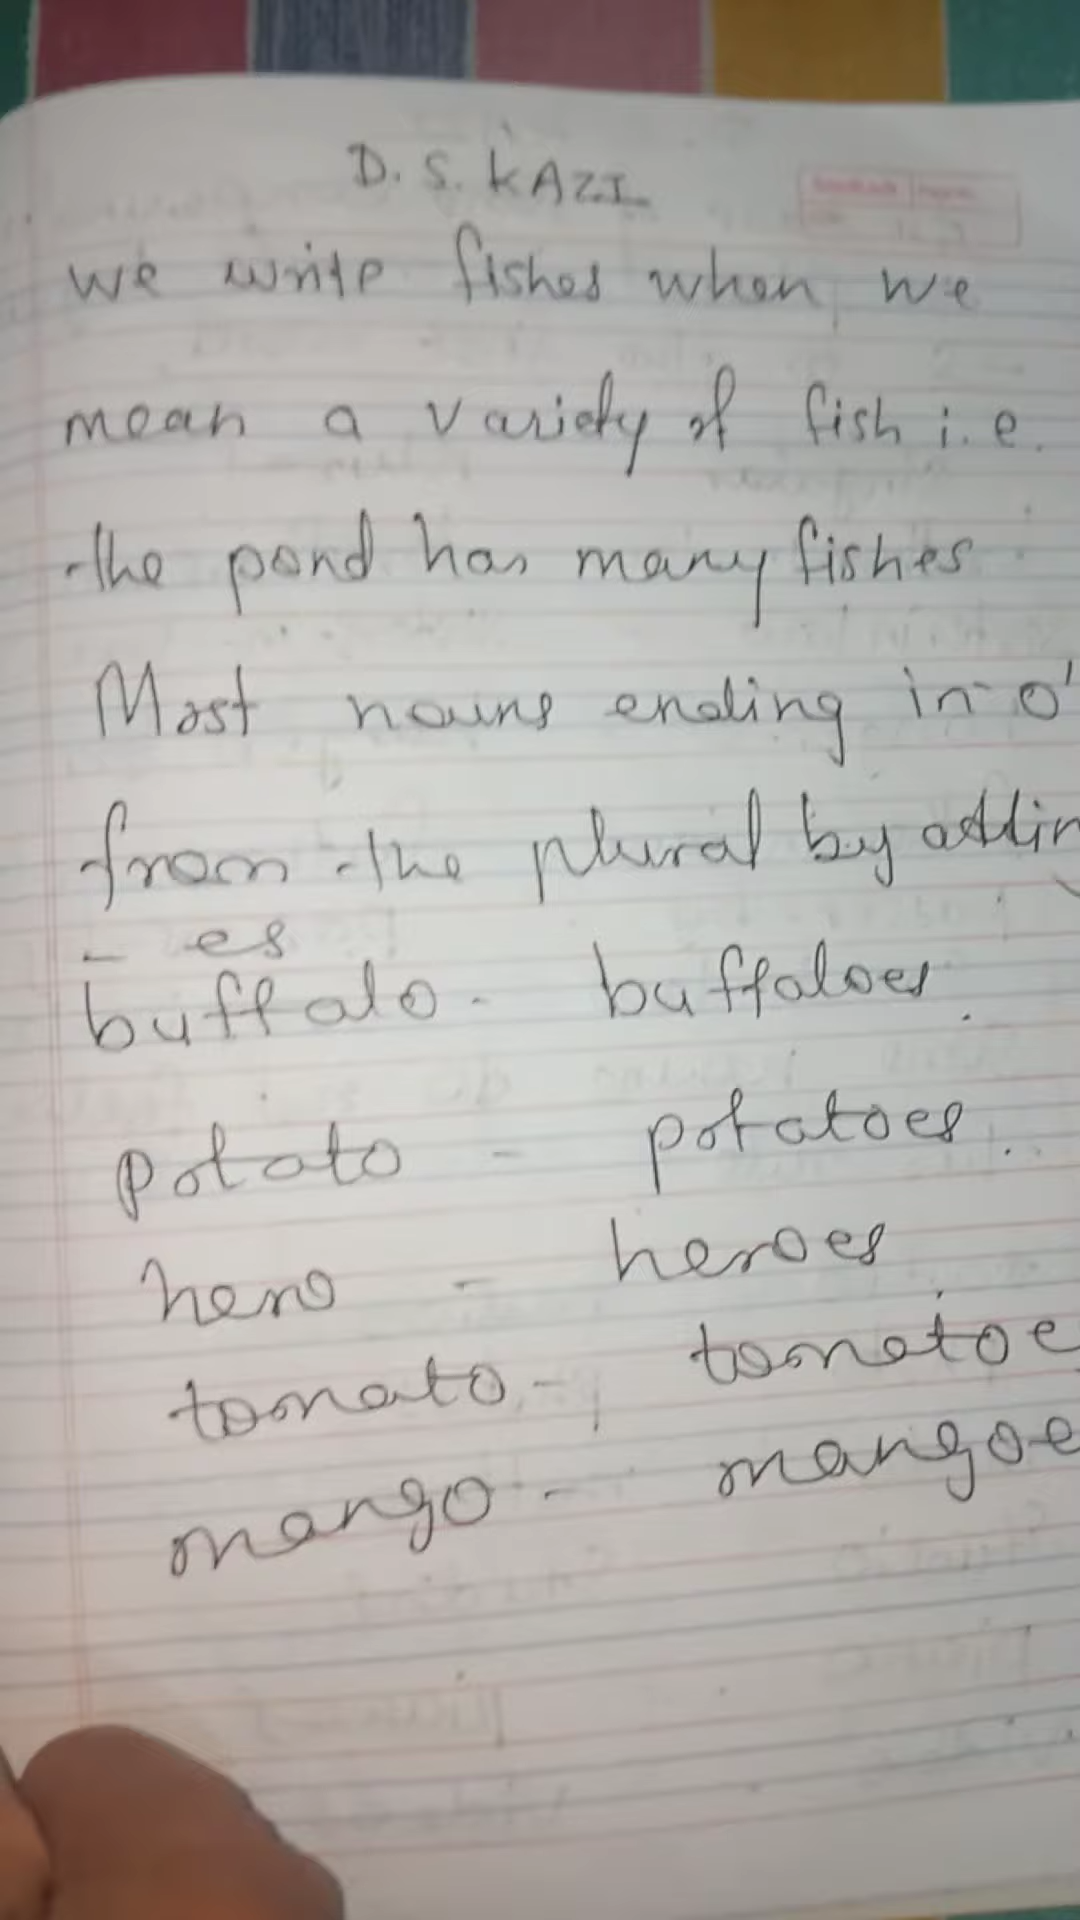 D. S. KAZI
we write fishes when we
mean a variety of fish i.e.
the pond has many fishes
Most nouns ending in o'
from the plural by addin
- es
buffalo - buffaloes.
potato - potatoes.
hero - heroes
tomato - tomatoe
mango - mangoe